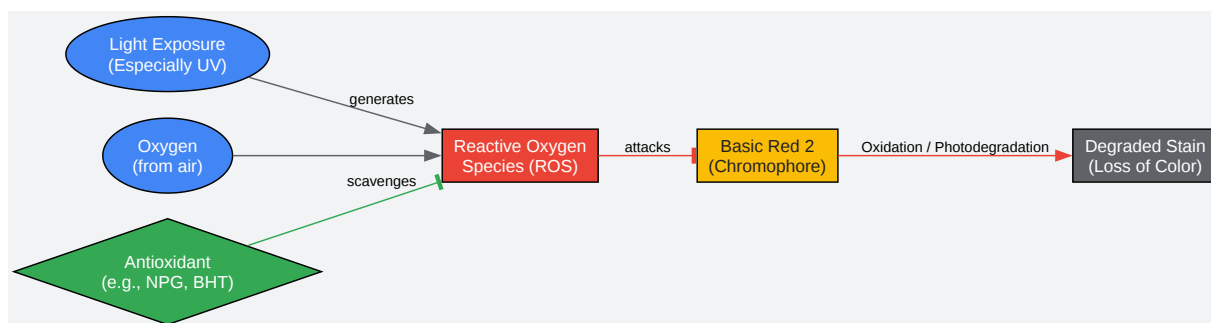 Light Exposure
(Especially UV)
generates
Oxygen
(from air)
scavenges
Antioxidant
(e.g., NPG, BHT)
Reactive Oxygen
Species (ROS)
attacks
Basic Red 2
(Chromophore)
Oxidation / Photodegradation
Degraded Stain
(Loss of Color)